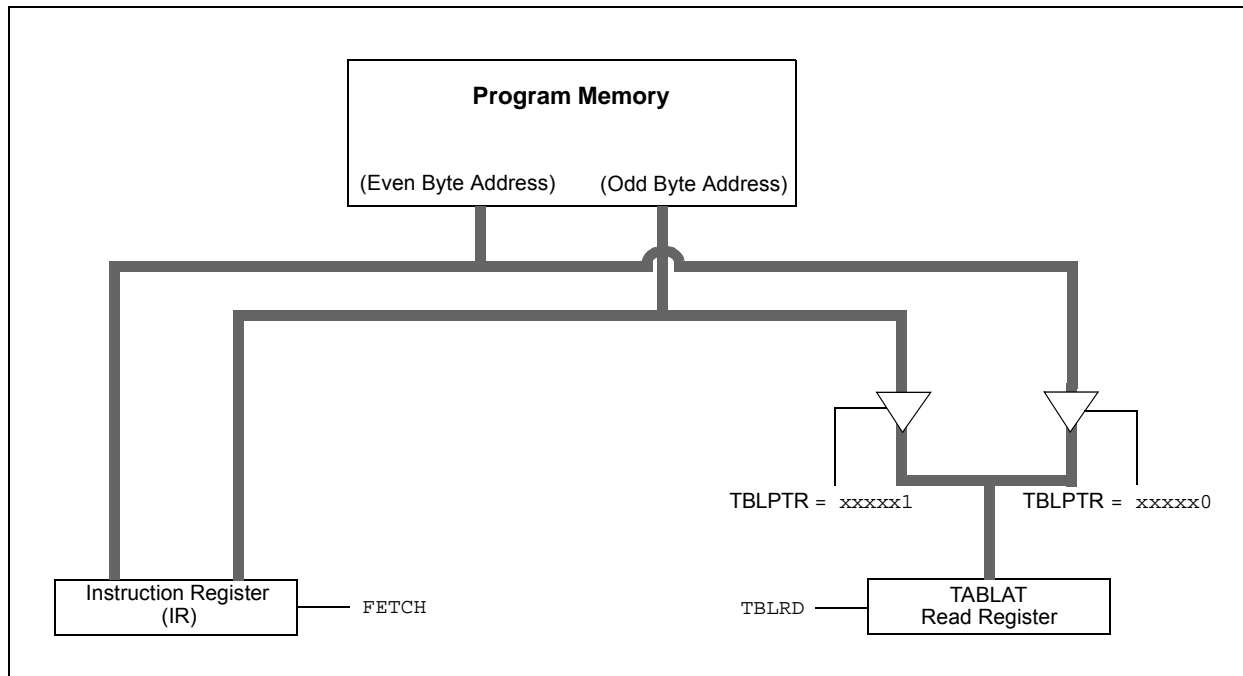 Program Memory
(Even Byte Address) (Odd Byte Address)
TBLPTR = xxxxx1 TBLPTR = xxxxx0
Instruction Register
(IR)
FETCH
TBLRD
TABLAT
Read Register